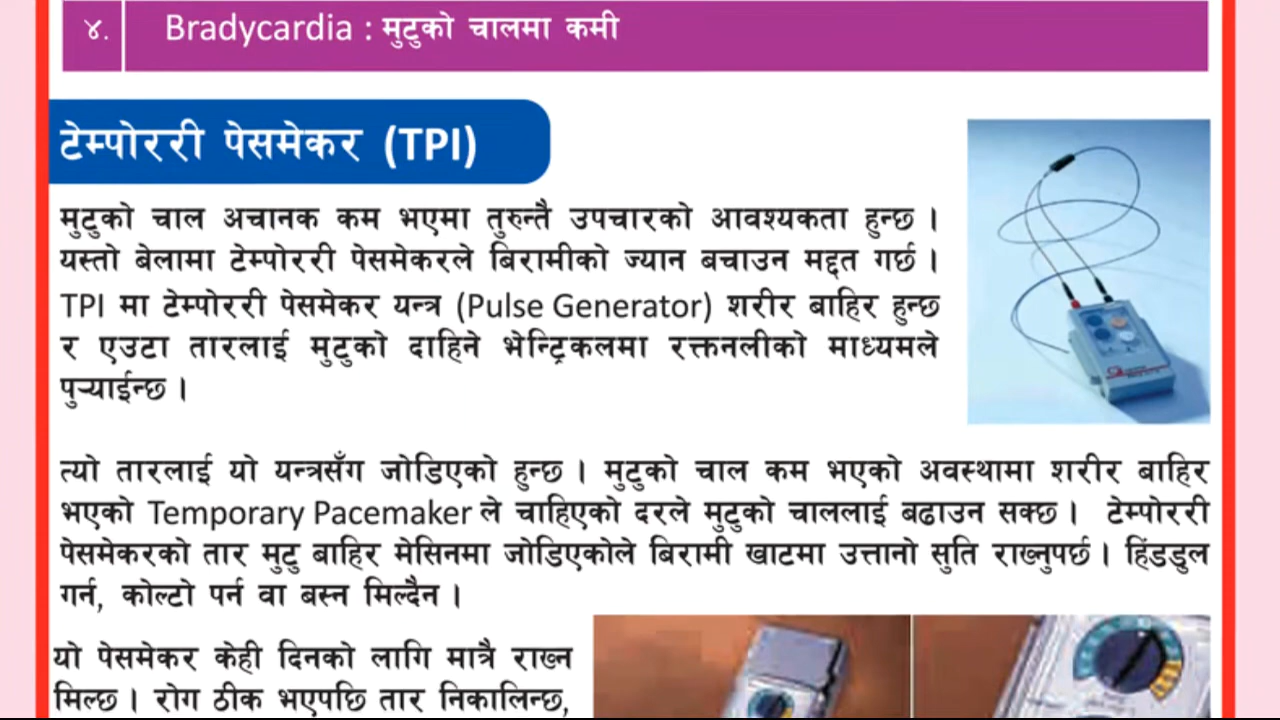 ४. Bradycardia : मुटुको चालमा कमी
टेम्पोररी पेसमेकर (TPI)
मुटुको चाल अचानक कम भएमा तुरुन्तै उपचारको आवश्यकता हुन्छ ।
यस्तो बेलामा टेम्पोररी पेसमेकरले बिरामीको ज्यान बचाउन मद्दत गर्छ ।
TPI मा टेम्पोररी पेसमेकर यन्त्र (Pulse Generator) शरीर बाहिर हुन्छ
र एउटा तारलाई मुटुको दाहिने भेन्ट्रिकलमा रक्तनलीको माध्यमले
पुऱ्याईन्छ ।
त्यो तारलाई यो यन्त्रसँग जोडिएको हुन्छ । मुटुको चाल कम भएको अवस्थामा शरीर बाहिर
भएको Temporary Pacemaker ले चाहिएको दरले मुटुको चाललाई बढाउन सक्छ । टेम्पोररी
पेसमेकरको तार मुटु बाहिर मेसिनमा जोडिएकोले बिरामी खाटमा उत्तानो सुति राख्नुपर्छ । हिंडडुल
गर्न, कोल्टो पर्न वा बस्न मिल्दैन ।
यो पेसमेकर केही दिनको लागि मात्रै राख्न
मिल्छ । रोग ठीक भएपछि तार निकालिन्छ,